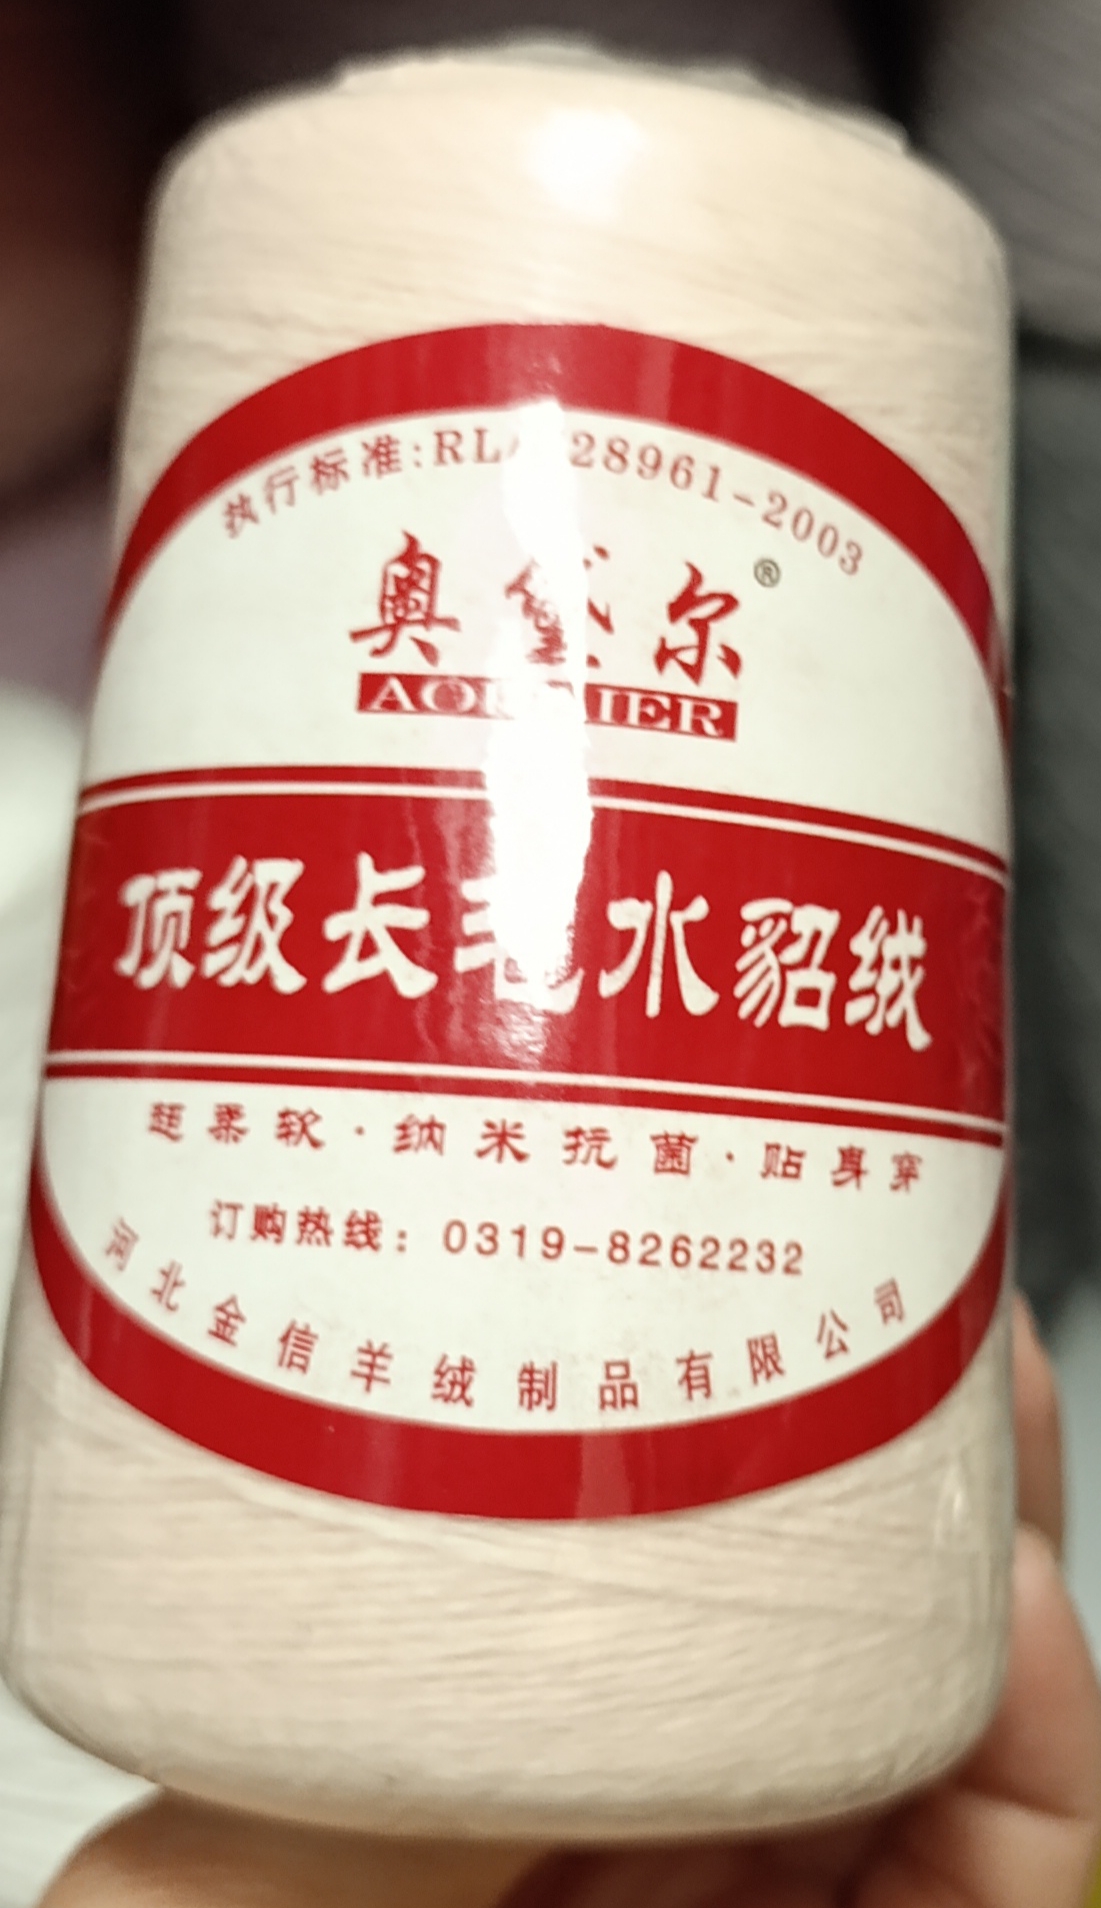 执行标准:RL 28961-2003
奥黛尔®
顶级长毛水貂绒
超柔软·纳米抗菌·贴身穿
订购热线：0319-8262232
河北金信羊绒制品有限公司